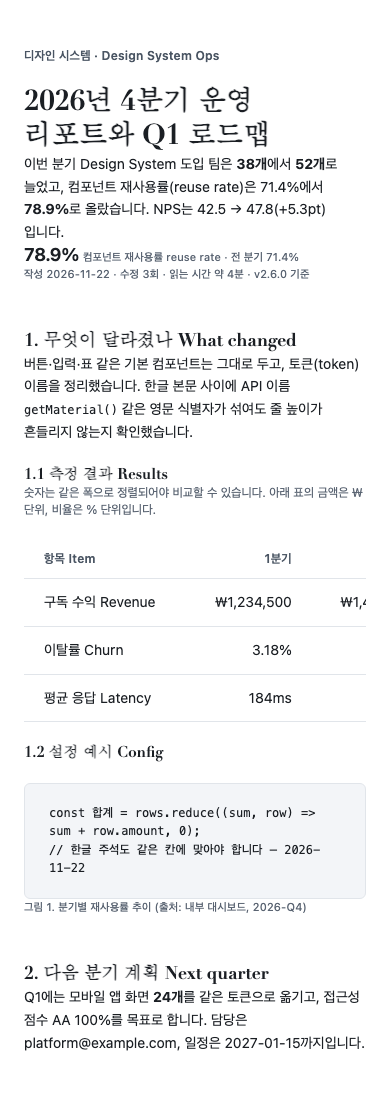 디자인 시스템 · Design System Ops
2026년 4분기 운영
리포트와 Q1 로드맵
이번 분기 Design System 도입 팀은 38개에서 52개로
늘었고, 컴포넌트 재사용률(reuse rate)은 71.4%에서
78.9%로 올랐습니다. NPS는 42.5 → 47.8(+5.3pt)
입니다.
78.9% 컴포넌트 재사용률 reuse rate · 전 분기 71.4%
작성 2026-11-22 · 수정 3회 · 읽는 시간 약 4분 · v2.6.0 기준
1. 무엇이 달라졌나 What changed
버튼·입력·표 같은 기본 컴포넌트는 그대로 두고, 토큰(token)
이름을 정리했습니다. 한글 본문 사이에 API 이름
getMaterial() 같은 영문 식별자가 섞여도 줄 높이가
흔들리지 않는지 확인했습니다.
1.1 측정 결과 Results
숫자는 같은 폭으로 정렬되어야 비교할 수 있습니다. 아래 표의 금액은 ₩
단위, 비율은 % 단위입니다.
항목 Item 1분기
구독 수익 Revenue ₩1,234,500 ₩1,4
이탈률 Churn 3.18%
평균 응답 Latency 184ms
1.2 설정 예시 Config
const 합계 = rows.reduce((sum, row) =>
sum + row.amount, 0);
// 한글 주석도 같은 칸에 맞아야 합니다 — 2026-
11-22
그림 1. 분기별 재사용률 추이 (출처: 내부 대시보드, 2026-Q4)
2. 다음 분기 계획 Next quarter
Q1에는 모바일 앱 화면 24개를 같은 토큰으로 옮기고, 접근성
점수 AA 100%를 목표로 합니다. 담당은
platform@example.com, 일정은 2027-01-15까지입니다.